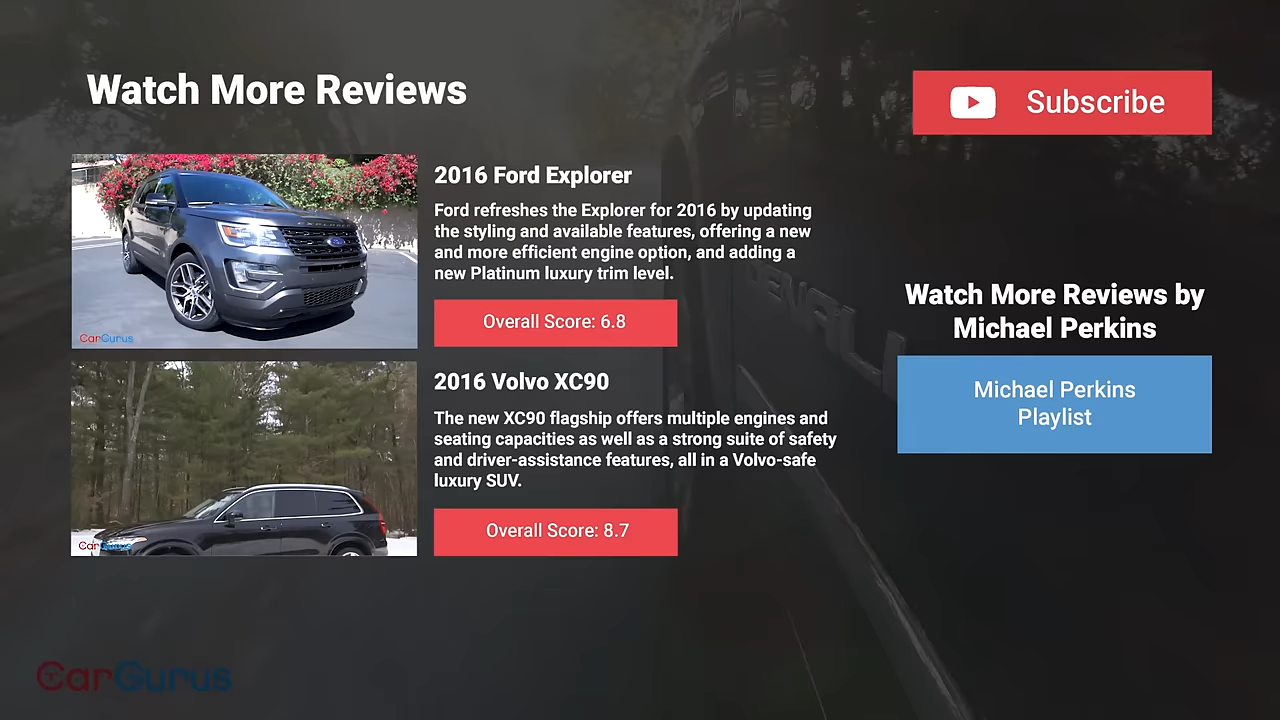 Watch More Reviews
Subscribe
2016 Ford Explorer
Ford refreshes the Explorer for 2016 by updating
the styling and available features, offering a new
and more efficient engine option, and adding a
new Platinum luxury trim level.
Overall Score: 6.8
CarGurus
2016 Volvo XC90
The new XC90 flagship offers multiple engines and
seating capacities as well as a strong suite of safety
and driver-assistance features, all in a Volvo-safe
luxury SUV.
Overall Score: 8.7
CarGurus
Watch More Reviews by
Michael Perkins
Michael Perkins
Playlist
CarGurus